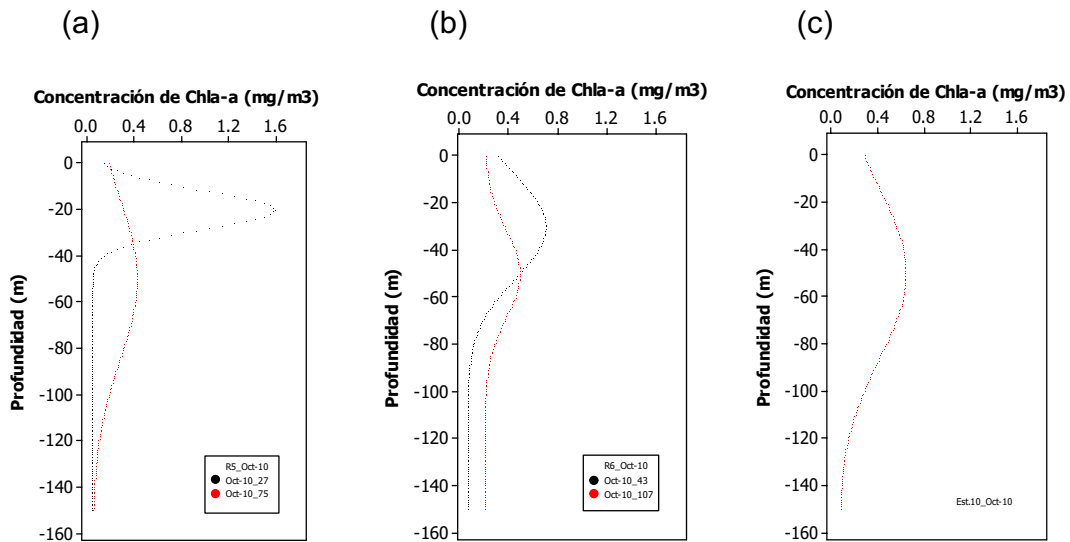 (a)
Concentración de Chla-a (mg/m3)
0.0 0.4 0.8 1.2 1.6
Profundidad (m)
0
-20
-40
-60
-80
-100
-120
-140
-160
R5_Oct-10
Oct-10_27
Oct-10_75
(b)
Concentración de Chla-a (mg/m3)
0.0 0.4 0.8 1.2 1.6
Profundidad (m)
0
-20
-40
-60
-80
-100
-120
-140
-160
R6_Oct-10
Oct-10_43
Oct-10_107
(c)
Concentración de Chla-a (mg/m3)
0.0 0.4 0.8 1.2 1.6
Profundidad (m)
0
-20
-40
-60
-80
-100
-120
-140
-160
Est.10_Oct-10